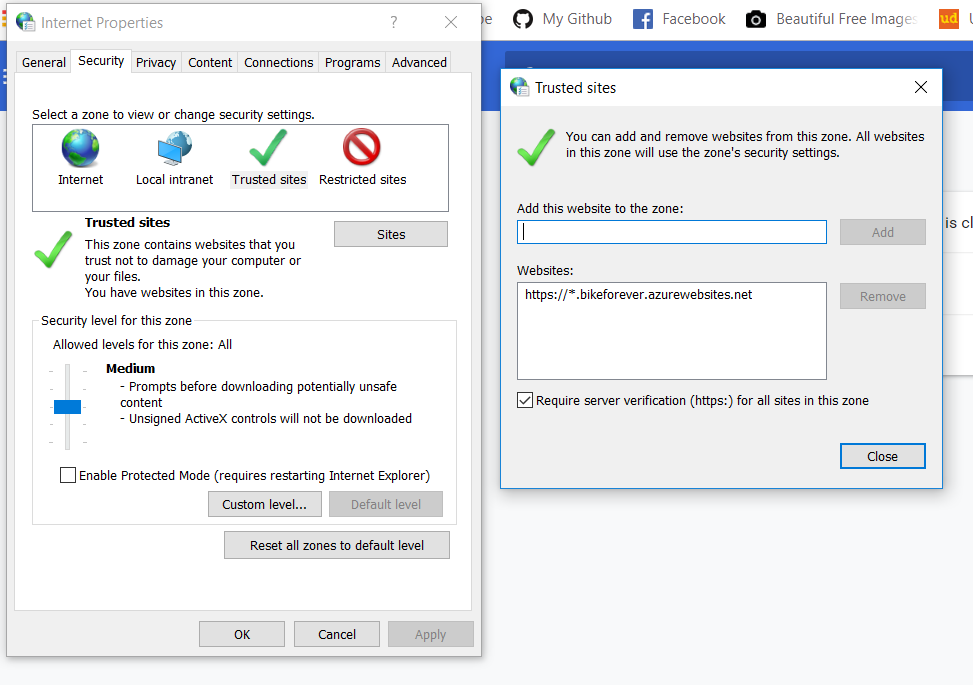 Internet Properties
?
My Github
Facebook
Beautiful Free Images
ud
General
Security
Privacy
Content
Connections
Programs
Advanced
Select a zone to view or change security settings.
Internet
Local intranet
Trusted sites
Restricted sites
Trusted sites
Sites
This zone contains websites that you
trust not to damage your computer or
your files.
You have websites in this zone.
Security level for this zone
Allowed levels for this zone: All
Medium
- Prompts before downloading potentially unsafe
content
- Unsigned ActiveX controls will not be downloaded
Enable Protected Mode (requires restarting Internet Explorer)
Custom level...
Default level
Reset all zones to default level
OK
Cancel
Apply
Trusted sites
You can add and remove websites from this zone. All websites
in this zone will use the zone's security settings.
Add this website to the zone:
Add
Websites:
https://*.bikeforever.azurewebsites.net
Remove
Require server verification (https:) for all sites in this zone
Close
is cl